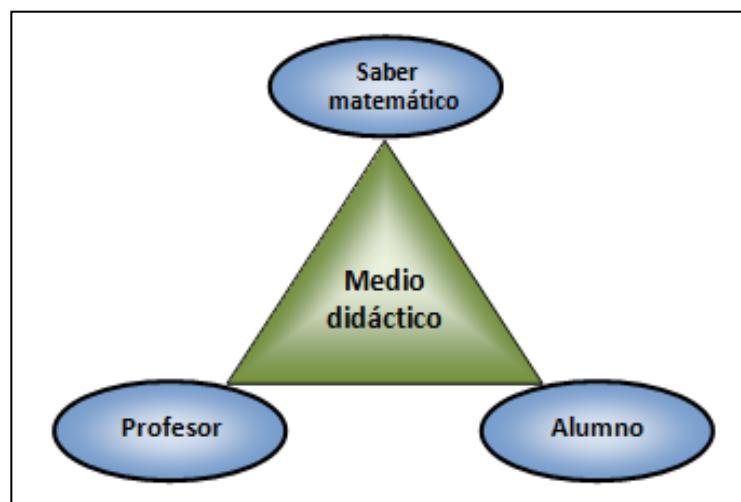 Saber
matemático
Medio
didáctico
Profesor
Alumno